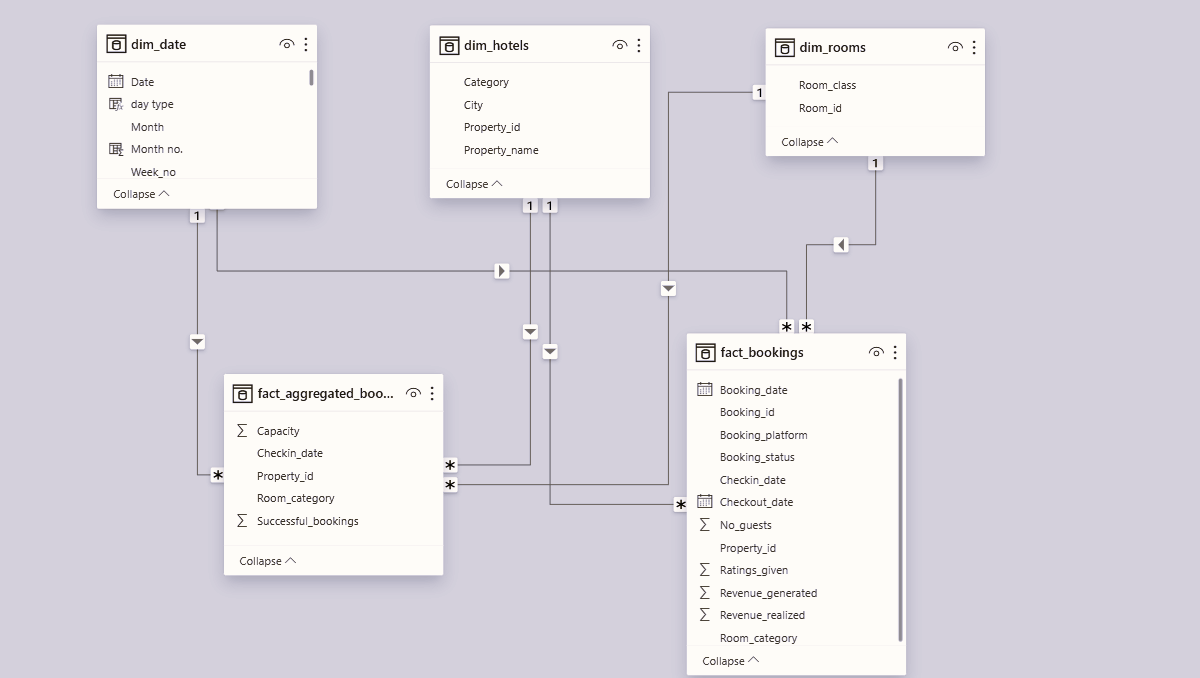 dim_date
Date
day type
Month
Month no.
Week_no
Collapse
1
dim_hotels
Category
City
Property_id
Property_name
Collapse
1 1
dim_rooms
Room_class
Room_id
Collapse
1
1
fact_aggregated_boo...
Capacity
Checkin_date
Property_id
Room_category
Successful_bookings
Collapse
*
*
*
* *
fact_bookings
Booking_date
Booking_id
Booking_platform
Booking_status
Checkin_date
Checkout_date
No_guests
Property_id
Ratings_given
Revenue_generated
Revenue_realized
Room_category
Collapse
*